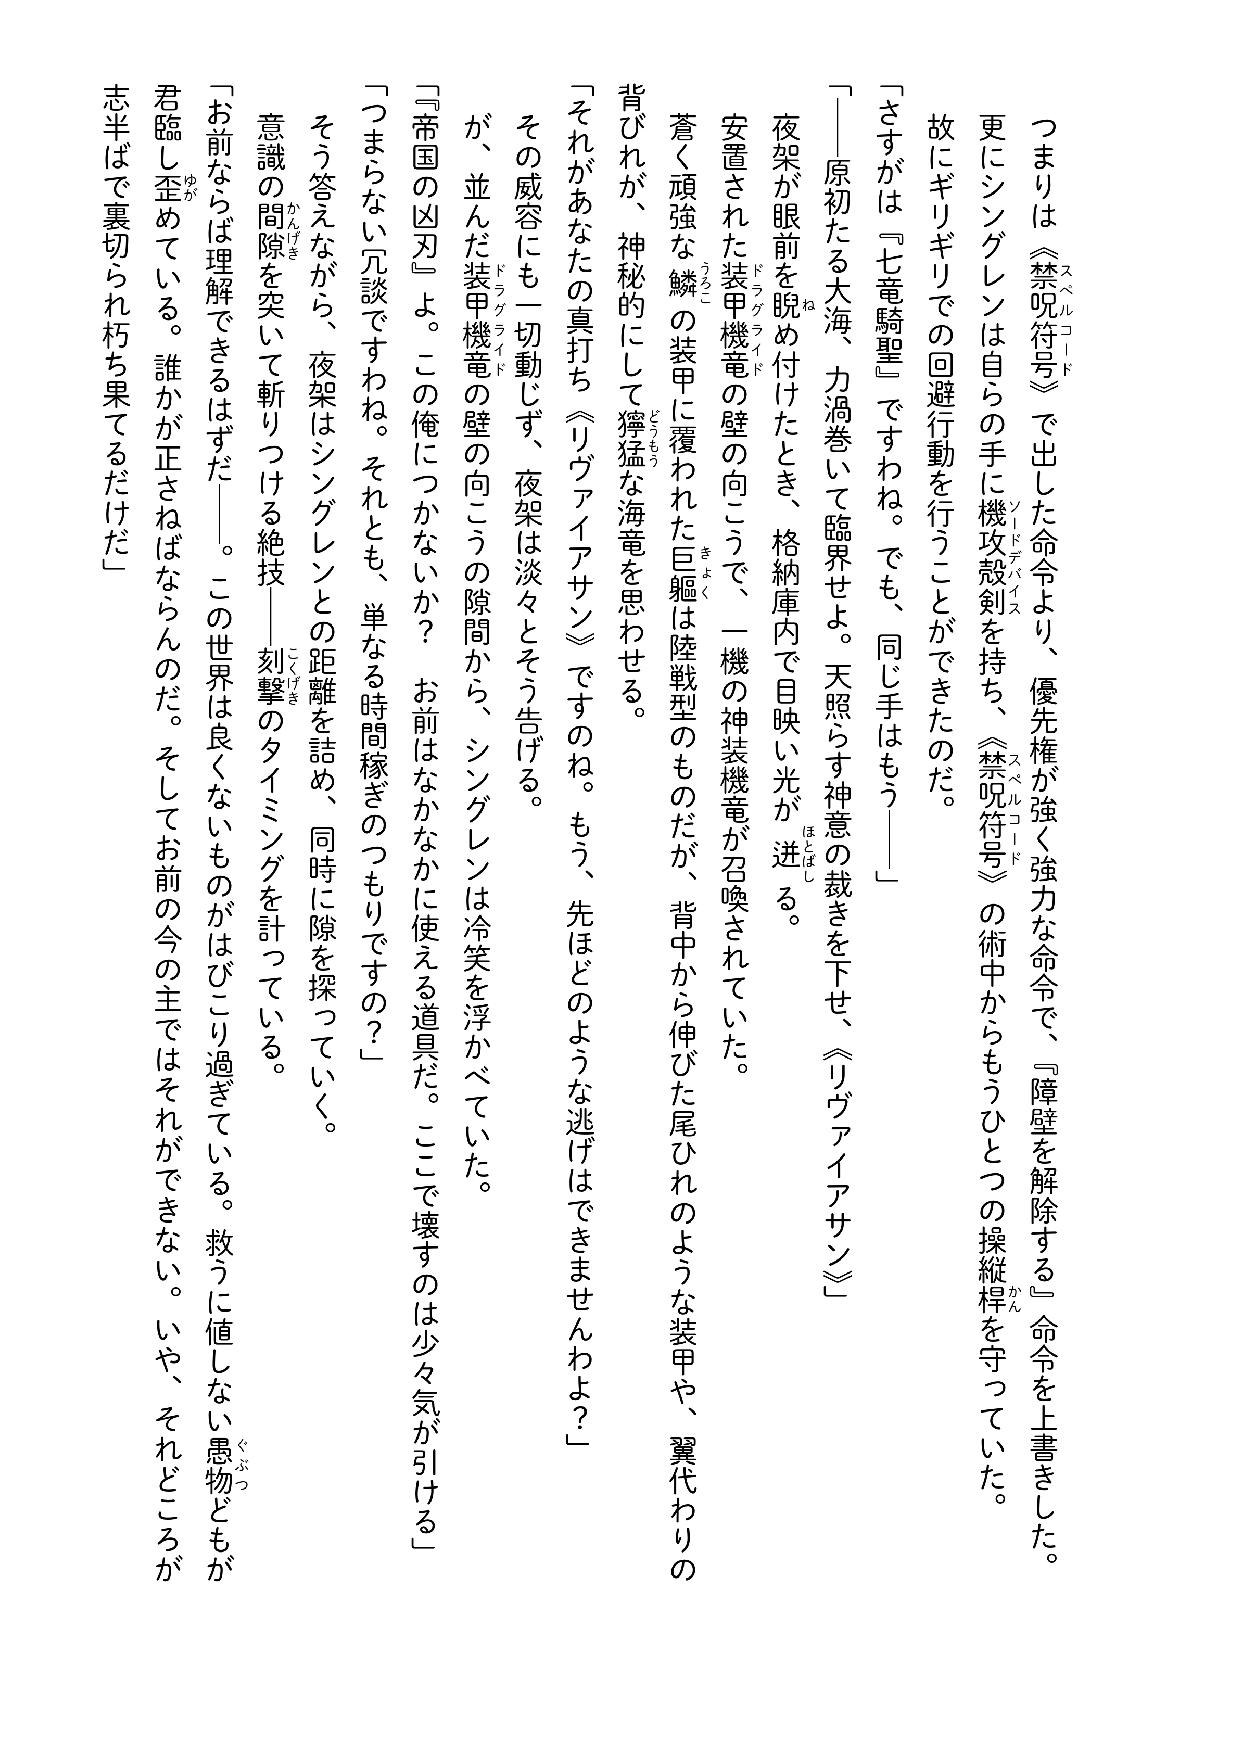 つまりは《禁呪符号》で出した命令より、優先権が強く強力な命令で、『障壁を解除する』命令を上書きした。
更にシングレンは自らの手に機攻殻剣を持ち、《禁呪符号》の術中からもうひとつの操縦桿を守っていた。
故にギリギリでの回避行動を行うことができたのだ。
「さすがは『七竜騎聖』ですわね。でも、同じ手はもう――」
「――原初たる大海、力渦巻いて臨界せよ。天照らす神意の裁きを下せ、《リヴァイアサン》」
夜架が眼前を睨め付けたとき、格納庫内で目映い光が迸る。
安置された装甲機竜の壁の向こうで、一機の神装機竜が召喚されていた。
蒼く頑強な鱗の装甲に覆われた巨軀は陸戦型のものだが、背中から伸びた尾ひれのような装甲や、翼代わりの
背びれが、神秘的にして獰猛な海竜を思わせる。
「それがあなたの真打ち《リヴァイアサン》ですのね。もう、先ほどのような逃げはできませんわよ？」
その威容にも一切動じず、夜架は淡々とそう告げる。
が、並んだ装甲機竜の壁の向こうの隙間から、シングレンは冷笑を浮かべていた。
「『帝国の凶刃』よ。この俺につかないか？　お前はなかなかに使える道具だ。ここで壊すのは少々気が引ける」
「つまらない冗談ですわね。それとも、単なる時間稼ぎのつもりですの？」
そう答えながら、夜架はシングレンとの距離を詰め、同時に隙を探っていく。
意識の間隙を突いて斬りつける絶技――刻撃のタイミングを計っている。
「お前ならば理解できるはずだ――。この世界は良くないものがはびこり過ぎている。救うに値しない愚物どもが
君臨し歪めている。誰かが正さねばならんのだ。そしてお前の今の主ではそれができない。いや、それどころが
志半ばで裏切られ朽ち果てるだけだ」